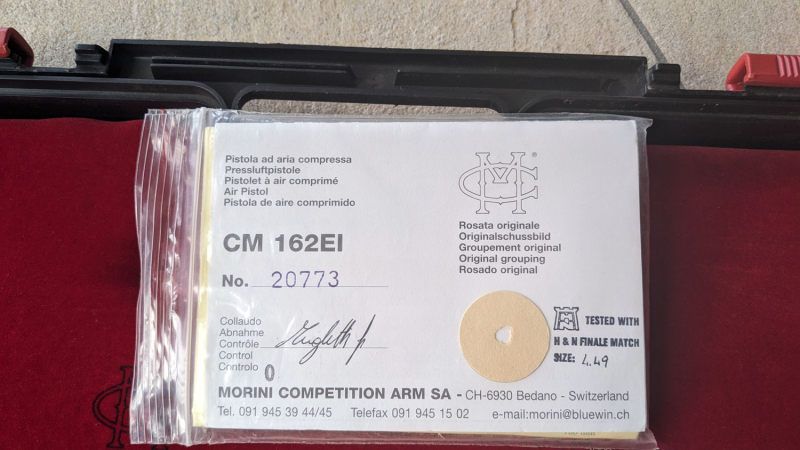 Pistola ad aria compressa
Pressluftpistole
Pistolet à air comprimé
Air Pistol
Pistola de aire comprimido
CM 162EI
No. 20773
®
Rosata originale
Originalschussbild
Groupement original
Original grouping
Rosado original
TESTED WITH
H & N FINALE MATCH
SIZE: 4.49
Collaudo
Abnahme
Contrôle
Control
Controlo
MORINI COMPETITION ARM SA - CH-6930 Bedano - Switzerland
Tel. 091 945 39 44/45 Telefax 091 945 15 02 e-mail:morini@bluewin.ch